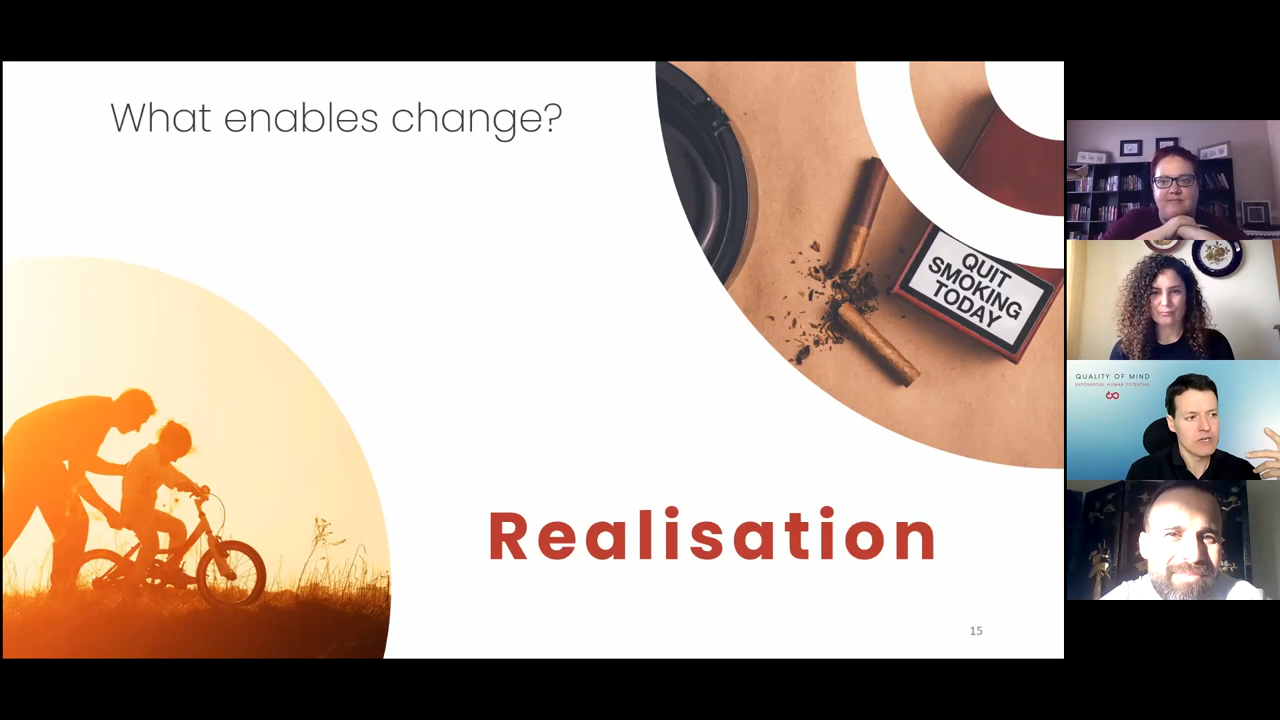 What enables change?
QUIT
SMOKING
TODAY
Realisation
15
QUALITY OF MIND
EXPONENTIAL HUMAN POTENTIAL